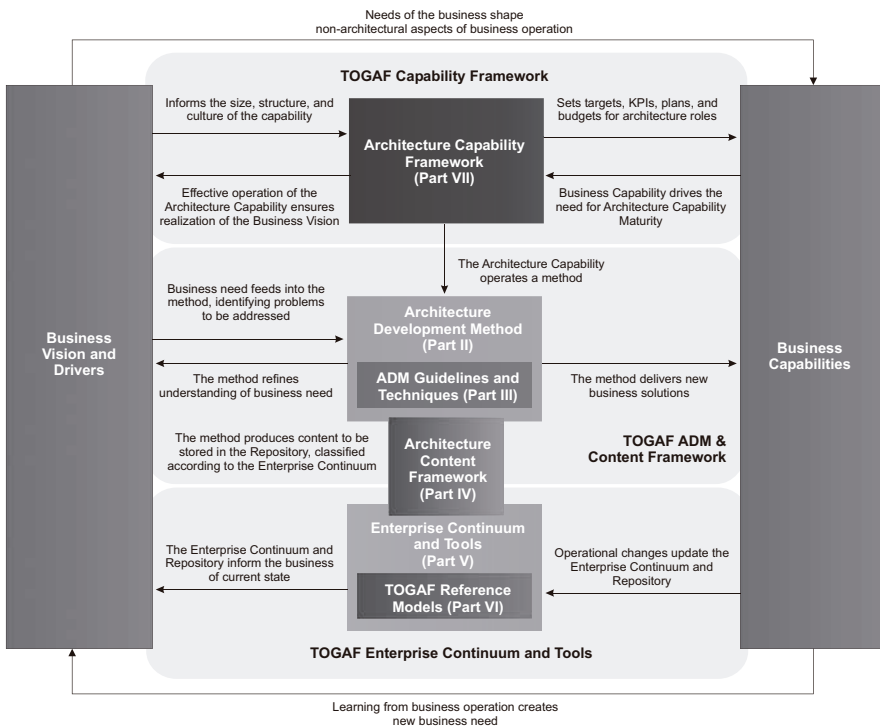 Needs of the business shape
non-architectural aspects of business operation
TOGAF Capability Framework
Informs the size, structure, and
culture of the capability
Architecture Capability
Framework
(Part VII)
Sets targets, KPIs, plans, and
budgets for architecture roles
Effective operation of the
Architecture Capability ensures
realization of the Business Vision
Business Capability drives the
need for Architecture Capability
Maturity
The Architecture Capability
operates a method
Business need feeds into the
method, identifying problems
to be addressed
Architecture
Development Method
(Part II)
Business
Vision and
Drivers
Business
Capabilities
ADM Guidelines and
Techniques (Part III)
The method refines
understanding of business need
The method delivers new
business solutions
The method produces content to be
stored in the Repository, classified
according to the Enterprise Continuum
Architecture
Content
Framework
(Part IV)
TOGAF ADM &
Content Framework
Enterprise Continuum
and Tools
(Part V)
The Enterprise Continuum and
Repository inform the business
of current state
Operational changes update the
Enterprise Continuum and
Repository
TOGAF Reference
Models (Part VI)
TOGAF Enterprise Continuum and Tools
Learning from business operation creates
new business need